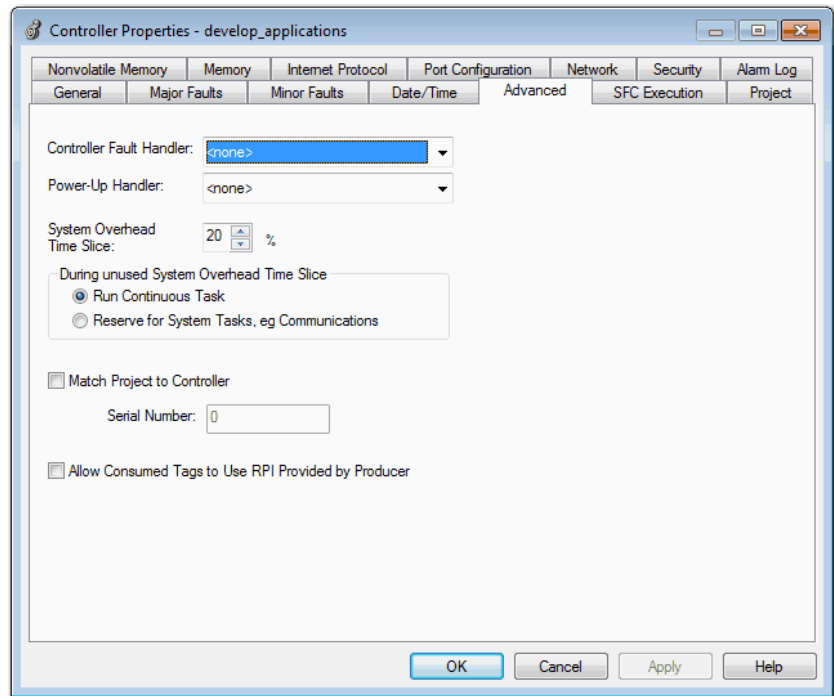 Controller Properties - develop_applications
Nonvolatile Memory Memory Internet Protocol Port Configuration Network Security Alarm Log
General Major Faults Minor Faults Date/Time Advanced SFC Execution Project
Controller Fault Handler: <none>
Power-Up Handler: <none>
System Overhead
Time Slice: 20 %
During unused System Overhead Time Slice
Run Continuous Task
Reserve for System Tasks, eg Communications
Match Project to Controller
Serial Number: 0
Allow Consumed Tags to Use RPI Provided by Producer
OK Cancel Apply Help